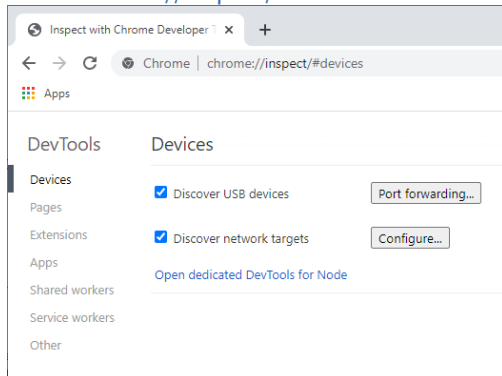 Inspect with Chrome Developer T
Chrome | chrome://inspect/#devices
Apps
DevTools
Devices
Pages
Extensions
Apps
Shared workers
Service workers
Other
Devices
Discover USB devices
Port forwarding...
Discover network targets
Configure...
Open dedicated DevTools for Node